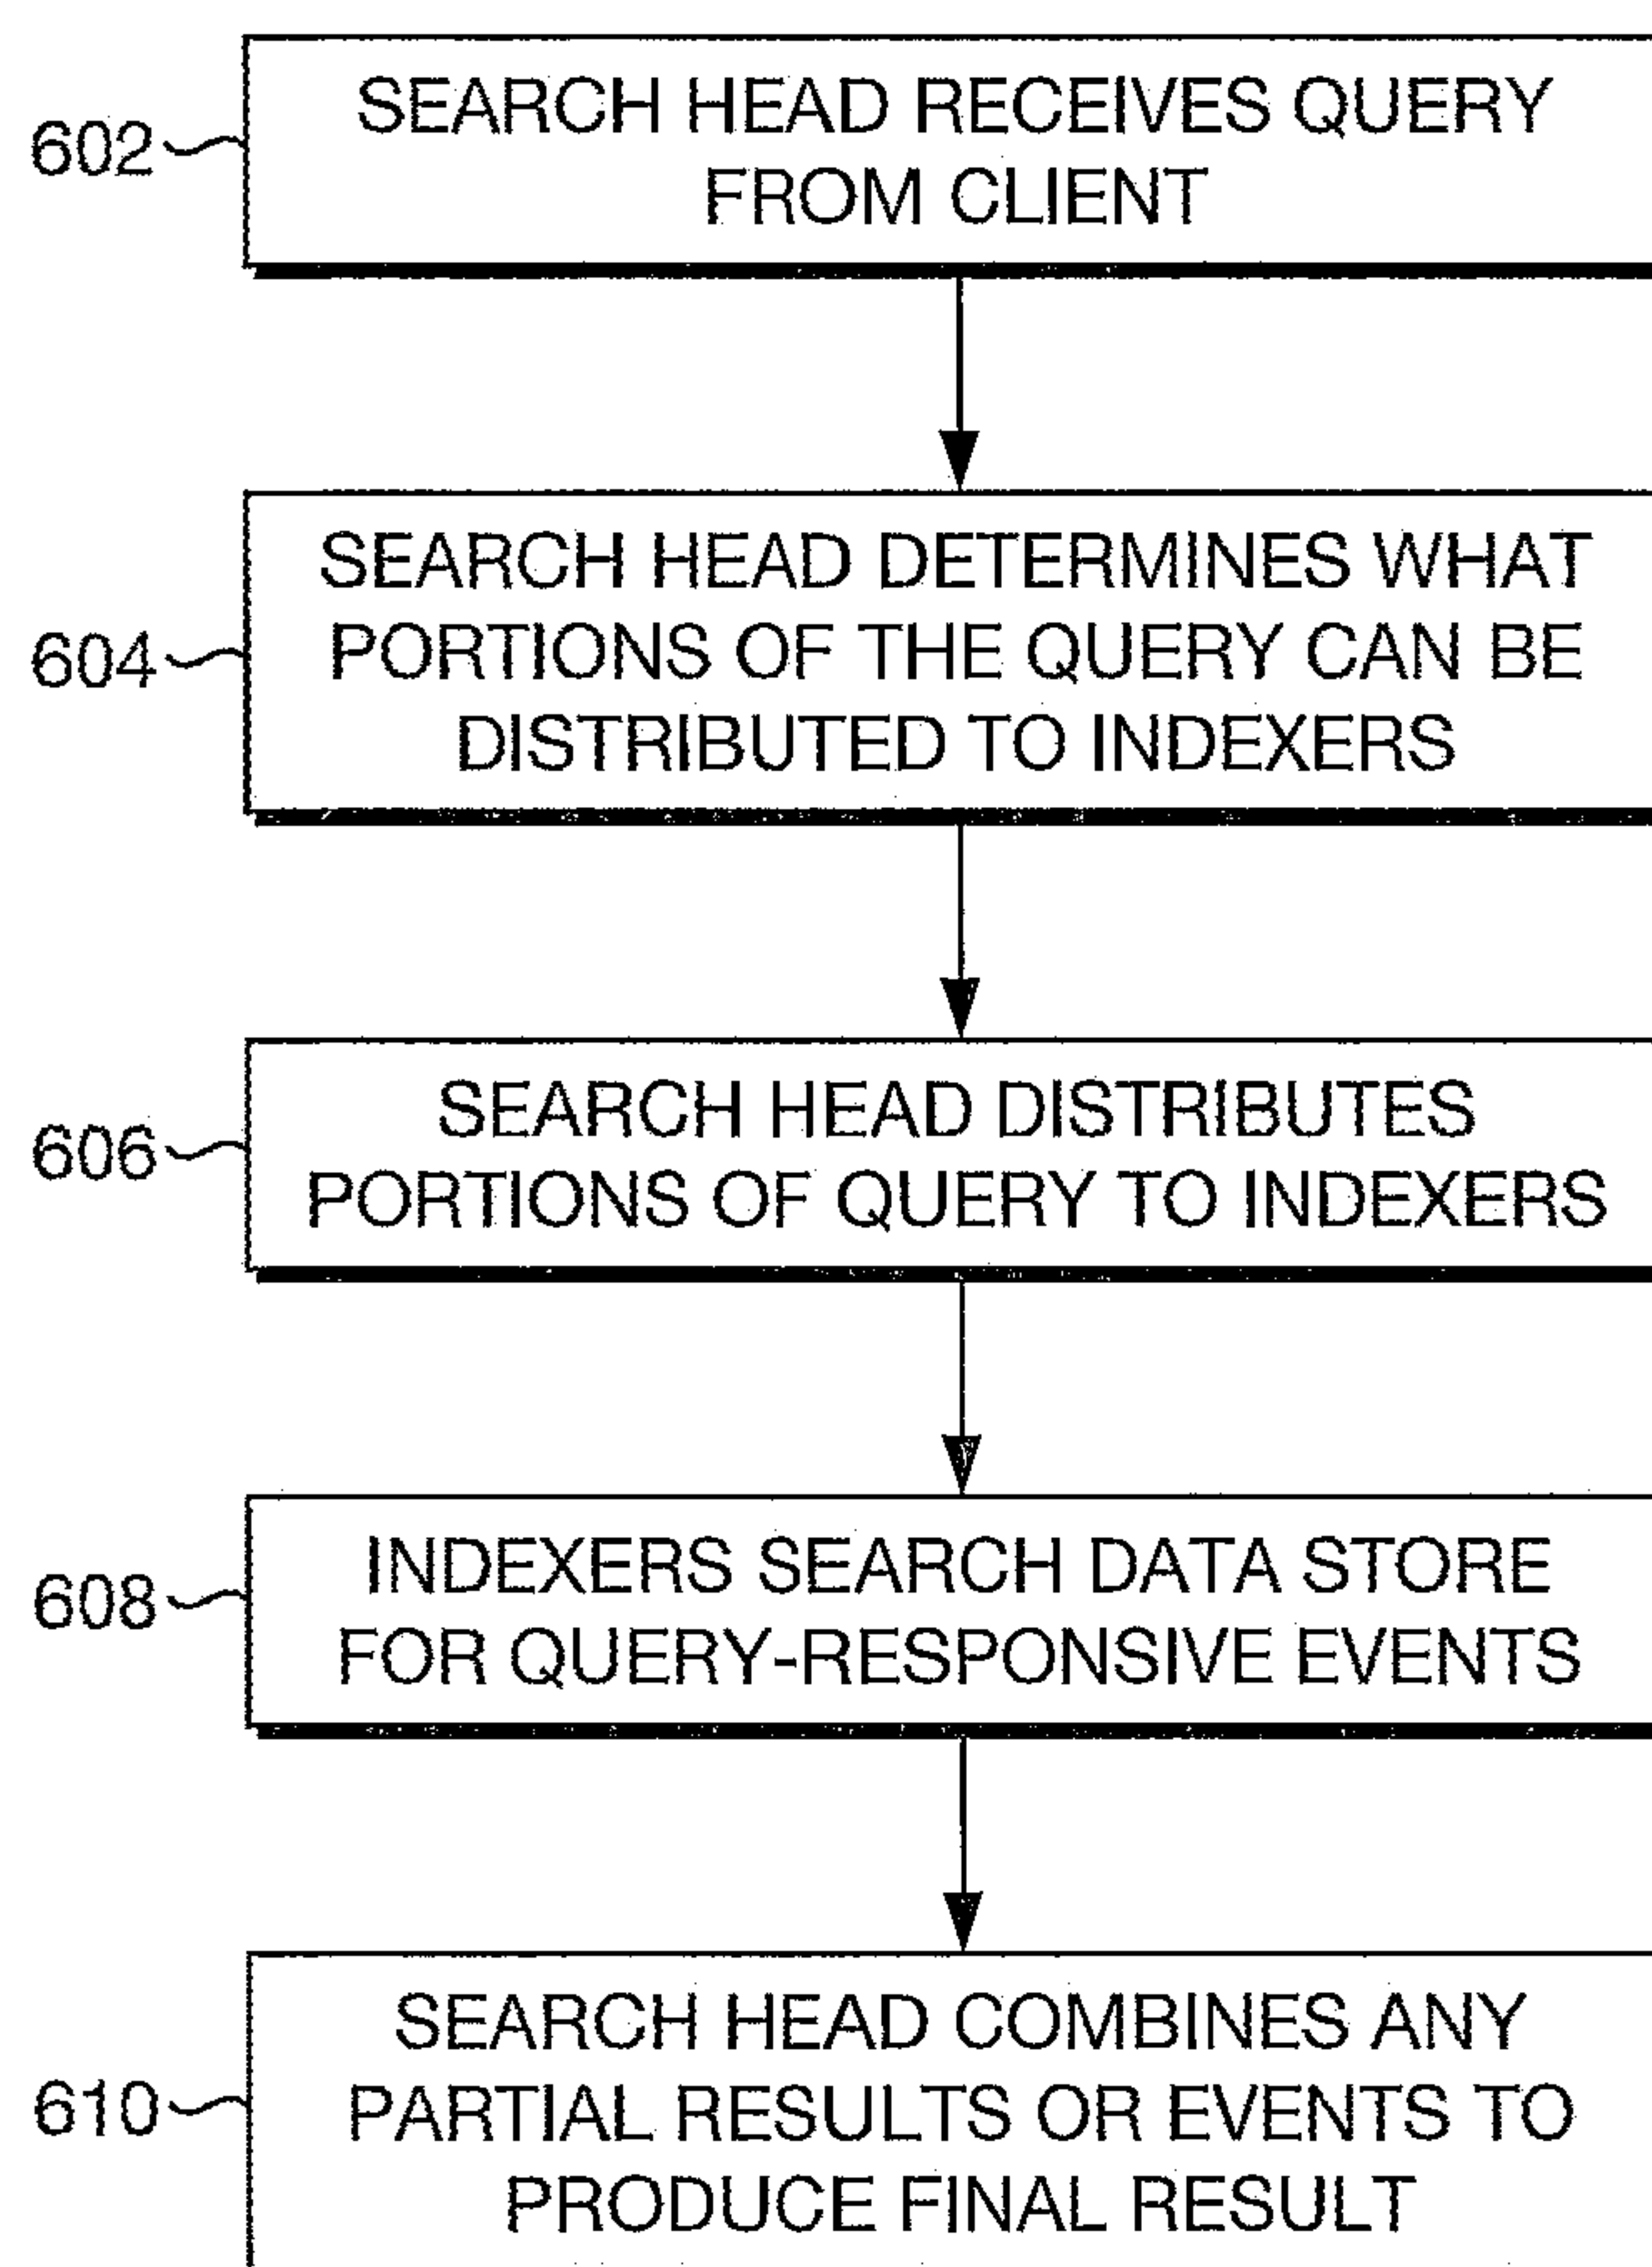 602
SEARCH HEAD RECEIVES QUERY
FROM CLIENT
604
SEARCH HEAD DETERMINES WHAT
PORTIONS OF THE QUERY CAN BE
DISTRIBUTED TO INDEXERS
606
SEARCH HEAD DISTRIBUTES
PORTIONS OF QUERY TO INDEXERS
608
INDEXERS SEARCH DATA STORE
FOR QUERY-RESPONSIVE EVENTS
610
SEARCH HEAD COMBINES ANY
PARTIAL RESULTS OR EVENTS TO
PRODUCE FINAL RESULT